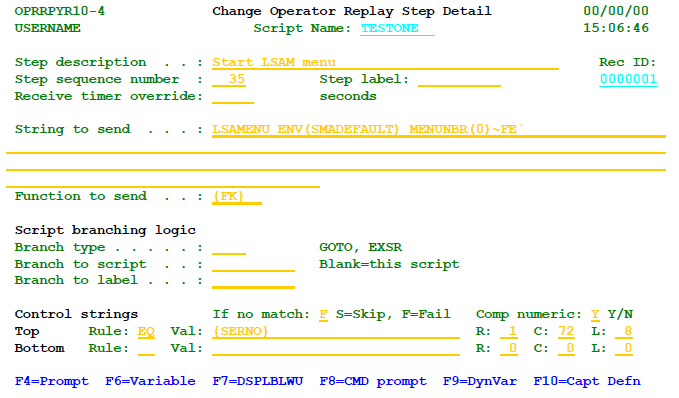 OPRRPYR10-4 Change Operator Replay Step Detail 00/00/00
USERNAME Script Name: TESTONE 15:06:46
Step description . . : Start LSAM menu Rec ID:
Step sequence number : 35 Step label: 0000001
Receive timer override: seconds
String to send . . . : LSAMENU ENV(SMADEFAULT) MENUNBR(0)~FE`
Function to send . . : {FK}
Script branching logic
Branch type . . . . . : GOTO, EXSR
Branch to script . . : Blank=this script
Branch to label . . . :
Control strings If no match: F S=Skip, F=Fail Comp numeric: Y Y/N
Top Rule: EQ Val: {SERNO} R: 1 C: 72 L: 8
Bottom Rule: Val: R: 0 C: 0 L: 0
F4=Prompt F6=Variable F7=DSPLBLWU F8=CMD prompt F9=DynVar F10=Capt Defn